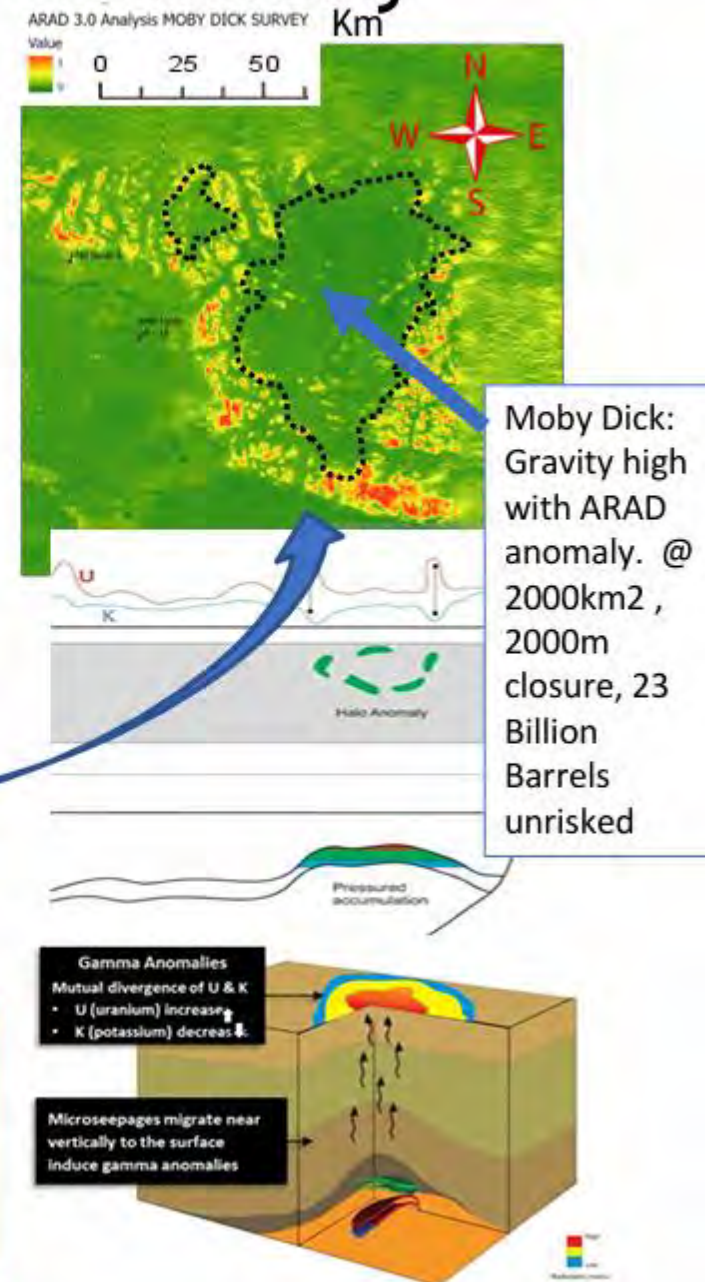 ARAD 3.0 Analysis MOBY DICK SURVEY
Km
Value
1
0
0 25 50
N
W E
S
Moby Dick:
Gravity high
with ARAD
anomaly. @
2000km2 ,
2000m
closure, 23
Billion
Barrels
unrisked
U
K
Halo Anomaly
Pressured
accumulation
Gamma Anomalies
Mutual divergence of U & K
• U (uranium) increase
• K (potassium) decreas
Microseepages migrate near
vertically to the surface
induce gamma anomalies